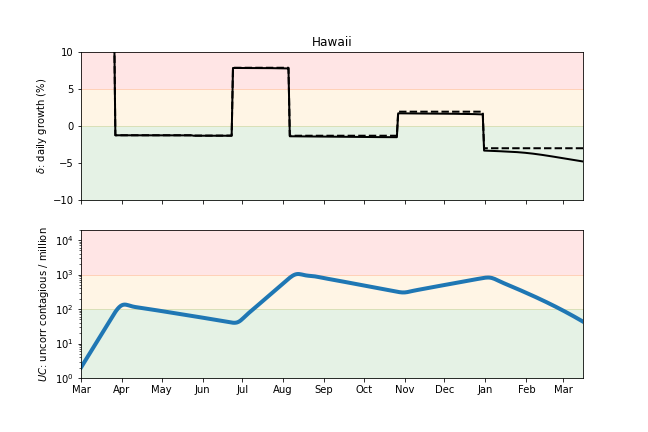 Hawaii
10
5
0
−5
−10
δ: daily growth (%)
10⁴
10³
10²
10¹
10⁰
UC: uncorr contagious / million
Mar Apr May Jun Jul Aug Sep Oct Nov Dec Jan Feb Mar